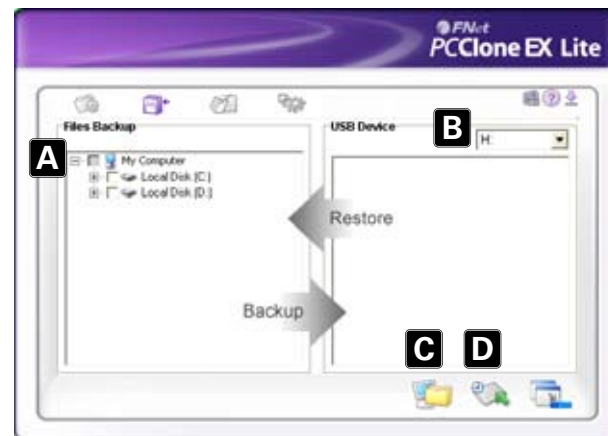 FNet
PCClone EX Lite
Files Backup
USB Device
B
H:
A
My Computer
Local Disk (C:)
Local Disk (D:)
Restore
Backup
C
D